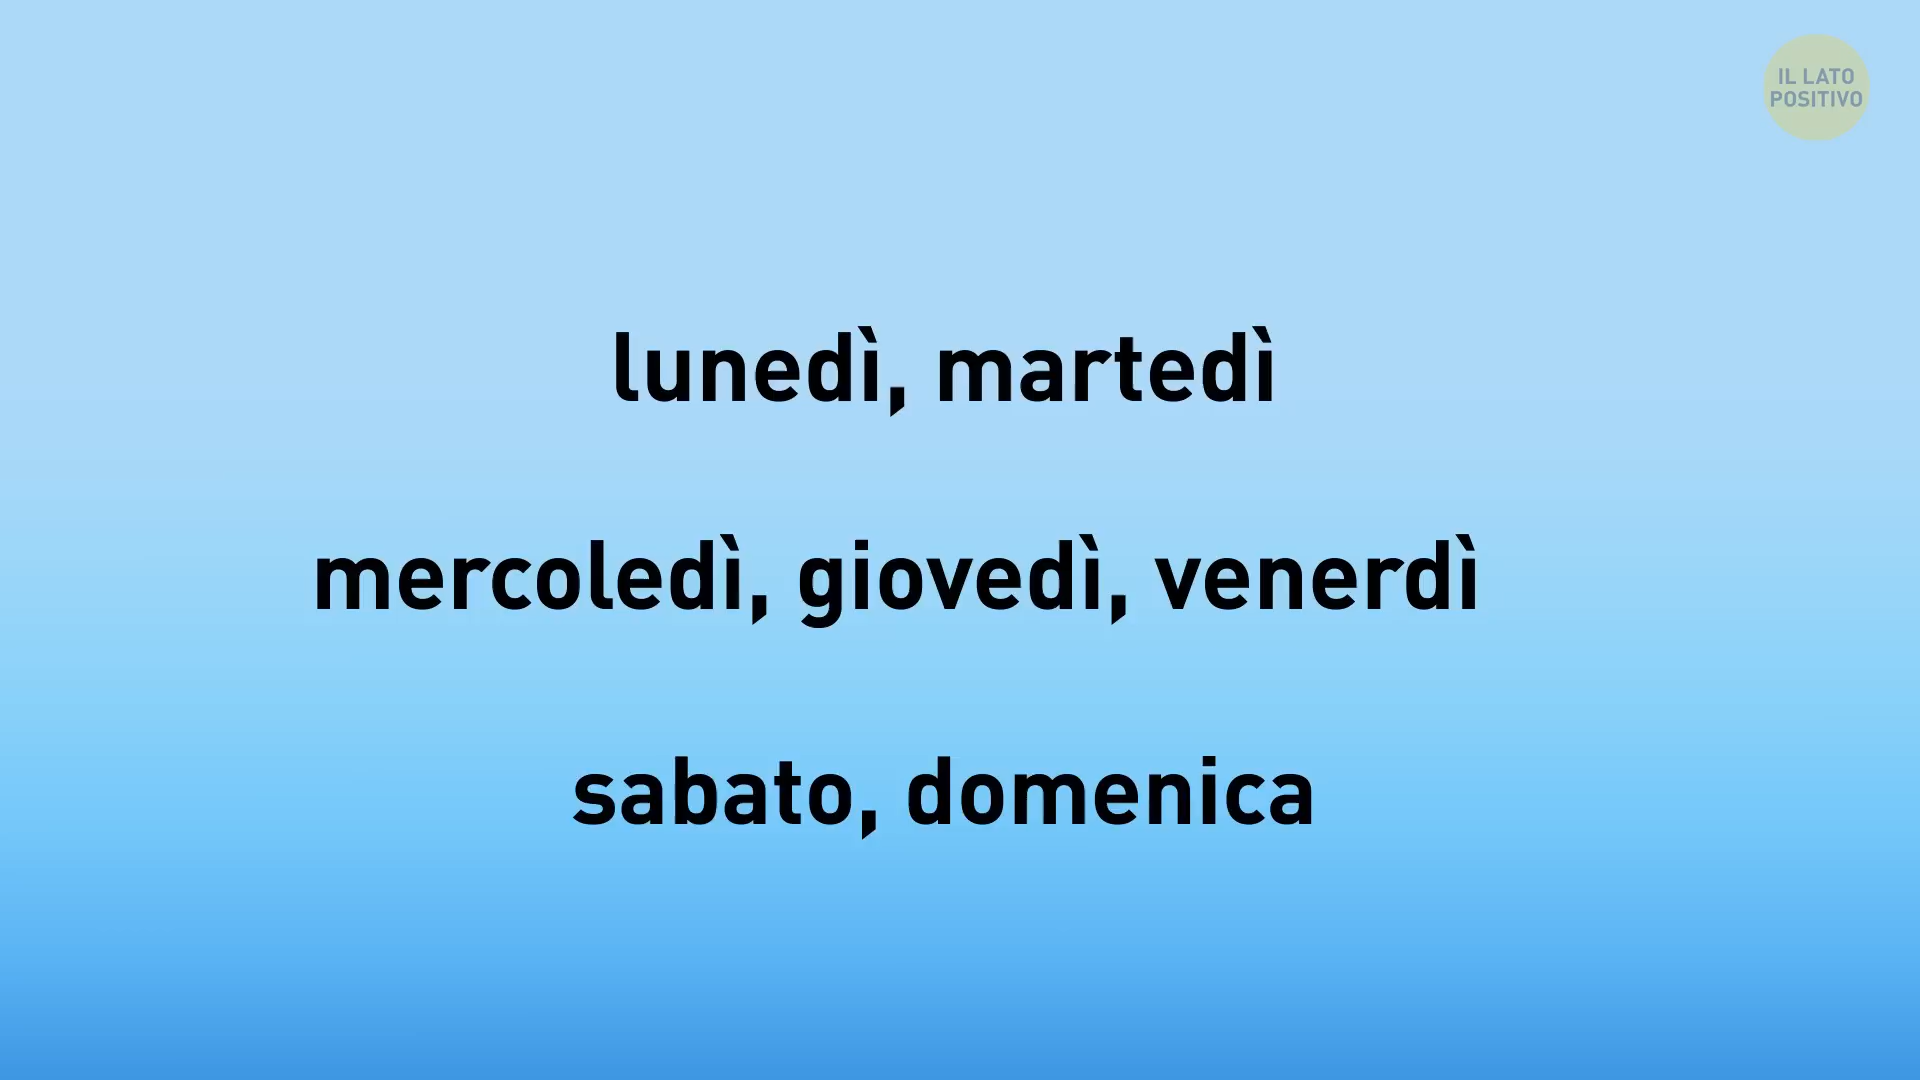 IL LATO
POSITIVO
lunedì, martedì
mercoledì, giovedì, venerdì
sabato, domenica